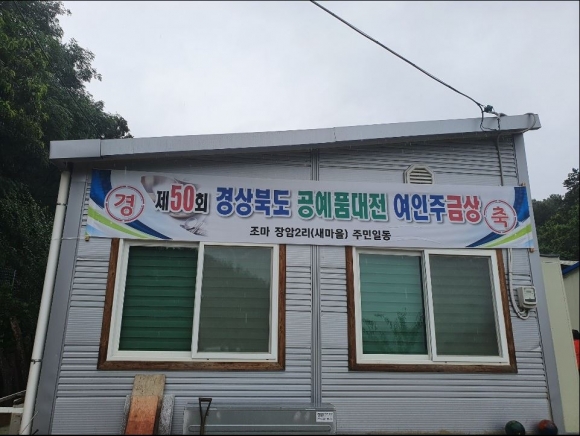 경 제50회 경상북도 공예품대전 여인주금상 축
조마 장암2리(새마을) 주민일동